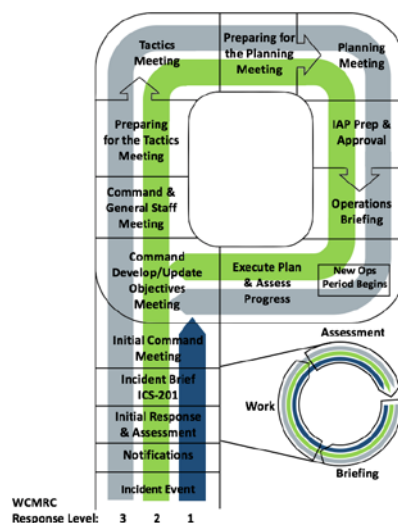 Tactics
Meeting
Preparing for
the Planning
Meeting
Planning
Meeting
Preparing
for the Tactics
Meeting
IAP Prep &
Approval
Command &
General Staff
Meeting
Operations
Briefing
Command
Develop/Update
Objectives
Meeting
Execute Plan
& Assess
Progress
New Ops
Period Begins
Initial Command
Meeting
Incident Brief
ICS-201
Initial Response
& Assessment
Notifications
Incident Event
Assessment
Work
Briefing
WCMRC
Response Level: 3 2 1